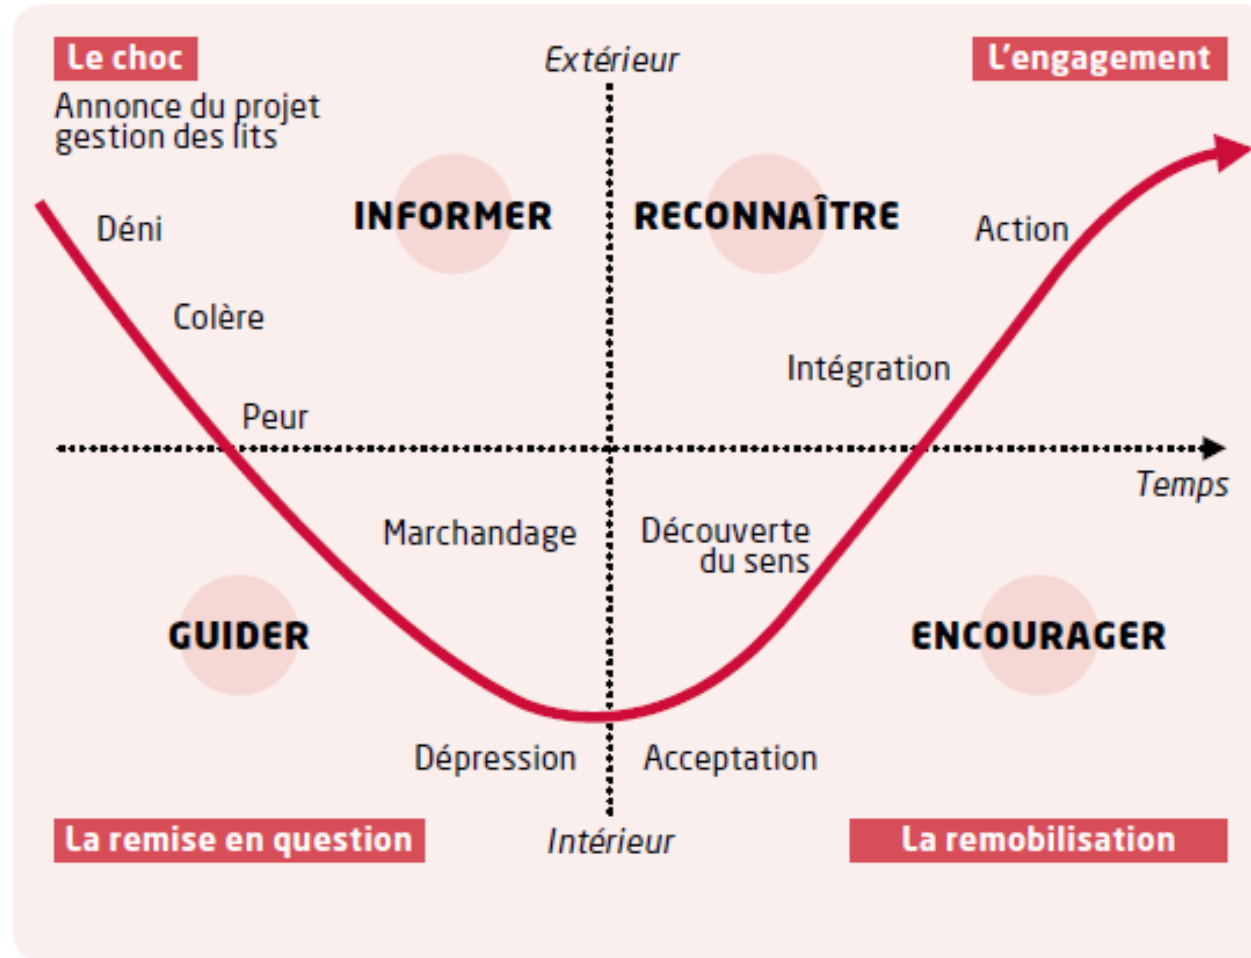 Le choc
Extérieur
L'engagement
Annonce du projet
gestion des lits
INFORMER
RECONNAÎTRE
Déni
Action
Colère
Intégration
Peur
Temps
Marchandage
Découverte
du sens
GUIDER
ENCOURAGER
Dépression
Acceptation
La remise en question
Intérieur
La remobilisation